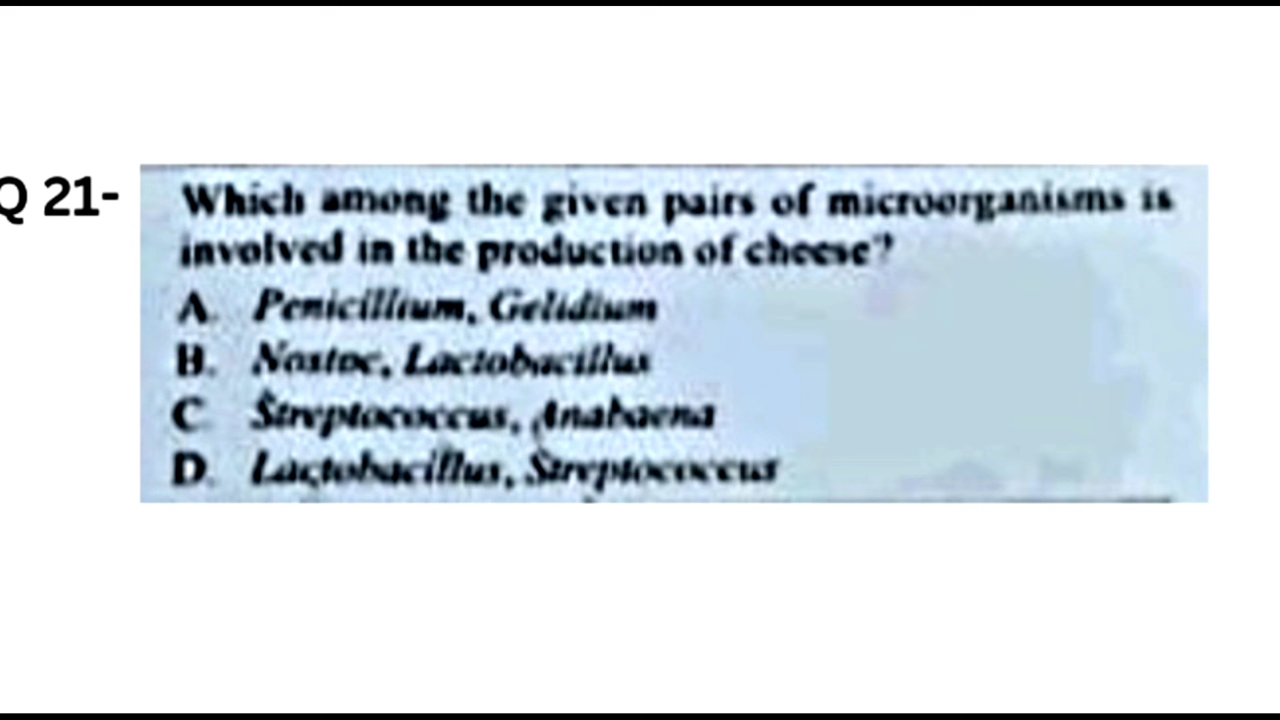 Q 21-
Which among the given pairs of microorganisms is
involved in the production of cheese?
A. Penicillium, Gelidium
B. Nostoc, Lactobacillus
C. Streptococcus, Anabaena
D. Lactobacillus, Streptococcus